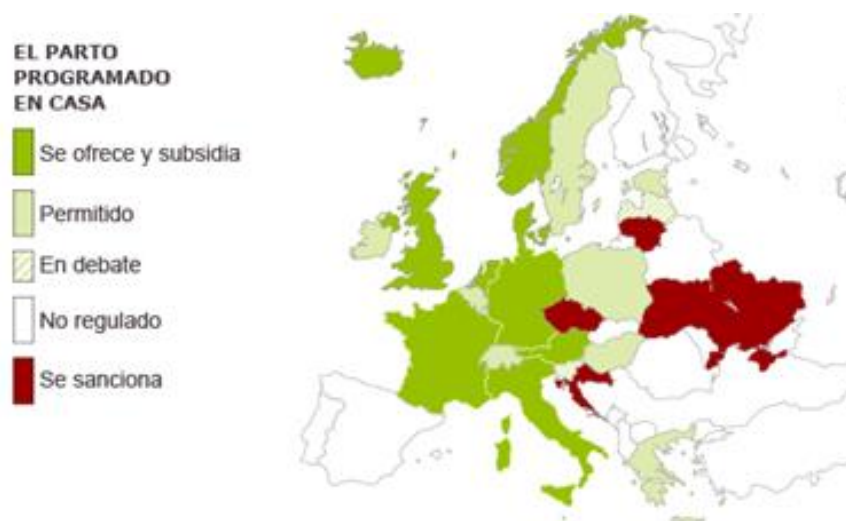 EL PARTO
PROGRAMADO
EN CASA
Se ofrece y subsidia
Permitido
En debate
No regulado
Se sanciona